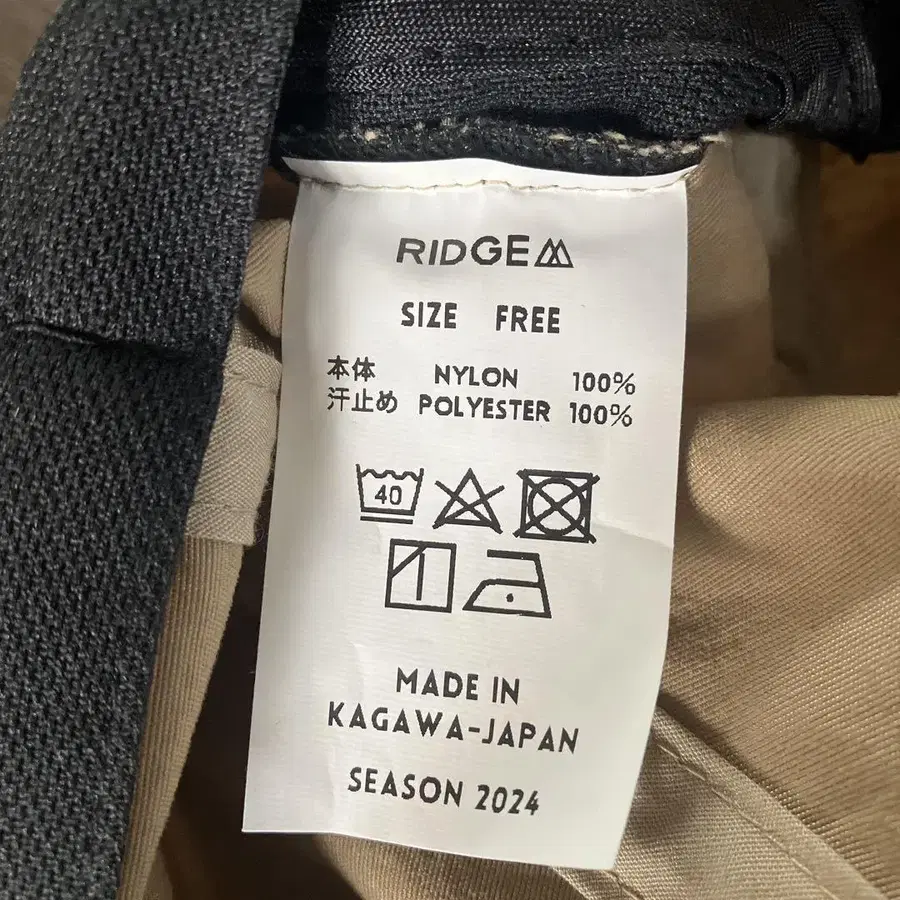 RIDGE
SIZE FREE
本体 NYLON 100%
汗止め POLYESTER 100%
40
MADE IN
KAGAWA-JAPAN
SEASON 2024